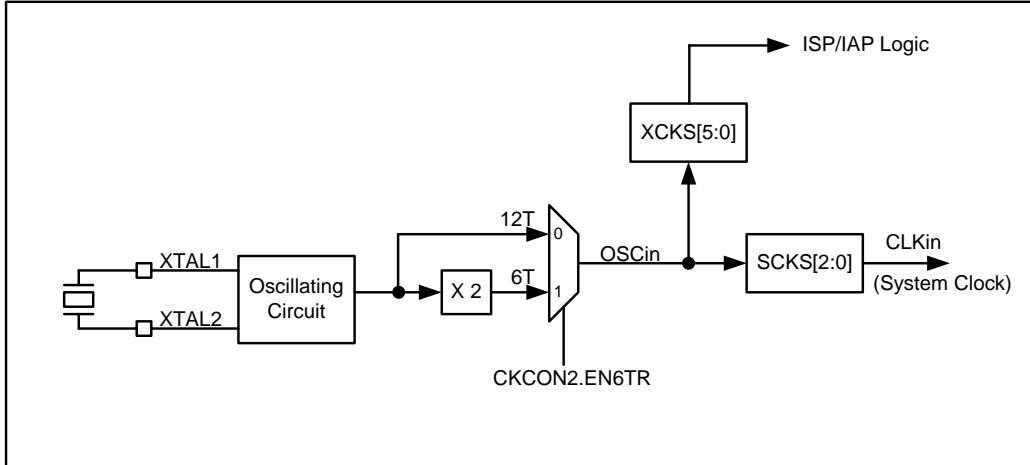 ISP/IAP Logic
XCKS[5:0]
12T
0
OSCin
CLKin
XTAL1
Oscillating
Circuit
X 2
6T
1
SCKS[2:0]
(System Clock)
XTAL2
CKCON2.EN6TR